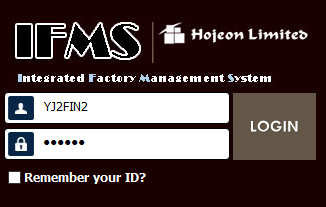 IFMS Hojeon Limited
Integrated Factory Management System
YJ2FIN2
••••••
LOGIN
Remember your ID?